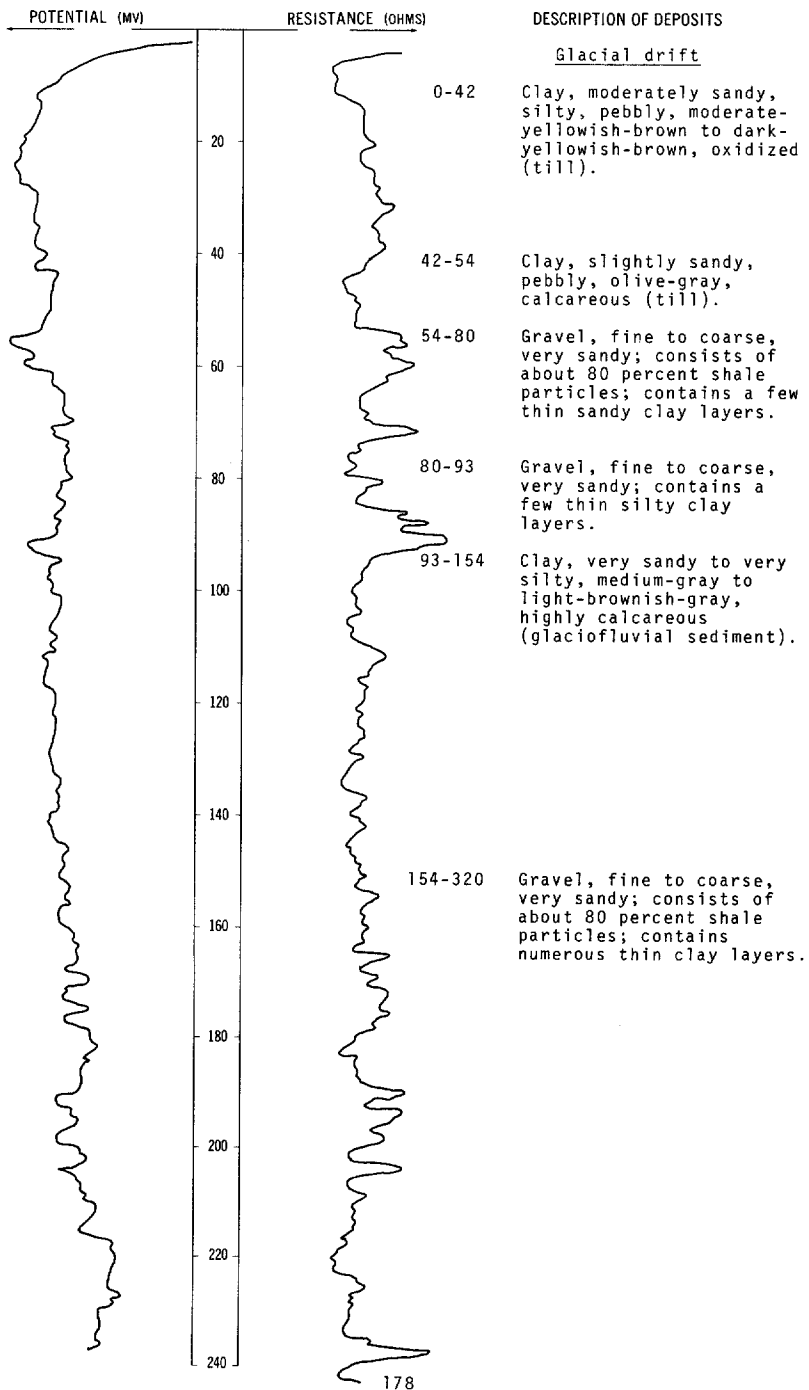 POTENTIAL (MV) RESISTANCE (OHMS) DESCRIPTION OF DEPOSITS
Glacial drift
0-42 Clay, moderately sandy,
silty, pebbly, moderate-
yellowish-brown to dark-
yellowish-brown, oxidized
(till).
20
40
42-54 Clay, slightly sandy,
pebbly, olive-gray,
calcareous (till).
54-80 Gravel, fine to coarse,
very sandy; consists of
60
about 80 percent shale
particles; contains a few
thin sandy clay layers.
80
80-93 Gravel, fine to coarse,
very sandy; contains a
few thin silty clay
layers.
93-154 Clay, very sandy to very
silty, medium-gray to
100
light-brownish-gray,
highly calcareous
(glaciofluvial sediment).
120
140
154-320 Gravel, fine to coarse,
very sandy; consists of
about 80 percent shale
160
particles; contains
numerous thin clay layers.
180
200
220
240
178